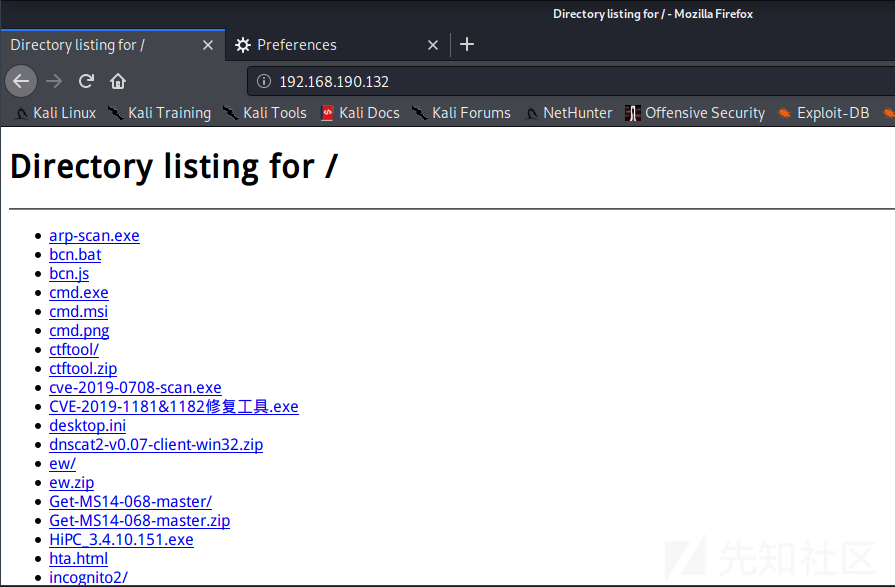 Directory listing for / - Mozilla Firefox
Directory listing for / Preferences
192.168.190.132
Kali Linux Kali Training Kali Tools Kali Docs Kali Forums NetHunter Offensive Security Exploit-DB
Directory listing for /
arp-scan.exe
bcn.bat
bcn.js
cmd.exe
cmd.msi
cmd.png
ctftool/
ctftool.zip
cve-2019-0708-scan.exe
CVE-2019-1181&1182修复工具.exe
desktop.ini
dnscat2-v0.07-client-win32.zip
ew/
ew.zip
Get-MS14-068-master/
Get-MS14-068-master.zip
HiPC_3.4.10.151.exe
hta.html
incognito2/
先知社区